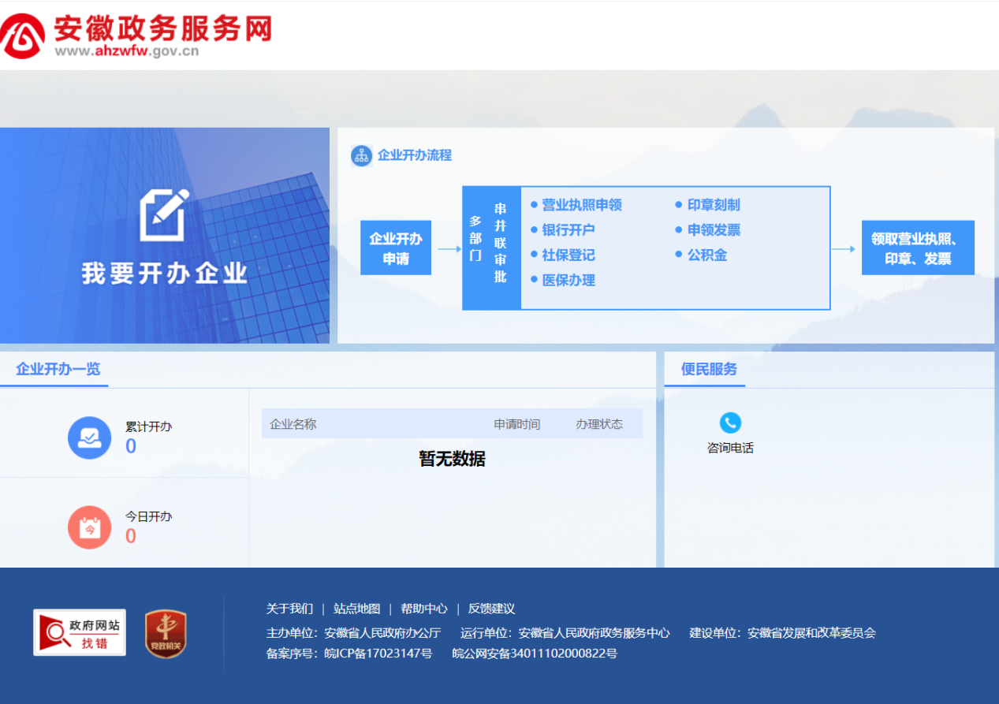 安徽政务服务网
www.ahzwfw.gov.cn
我要开办企业
企业开办流程
企业开办
申请
多部门
串并联审批
营业执照申领
印章刻制
银行开户
申领发票
社保登记
公积金
医保办理
领取营业执照、
印章、发票
企业开办一览
累计开办
0
今日开办
0
企业名称 申请时间 办理状态
暂无数据
便民服务
咨询电话
政府网站
找错
党政机关
关于我们 | 站点地图 | 帮助中心 | 反馈建议
主办单位：安徽省人民政府办公厅 运行单位：安徽省人民政府政务服务中心 建设单位：安徽省发展和改革委员会
备案序号：皖ICP备17023147号 皖公网安备34011102000822号